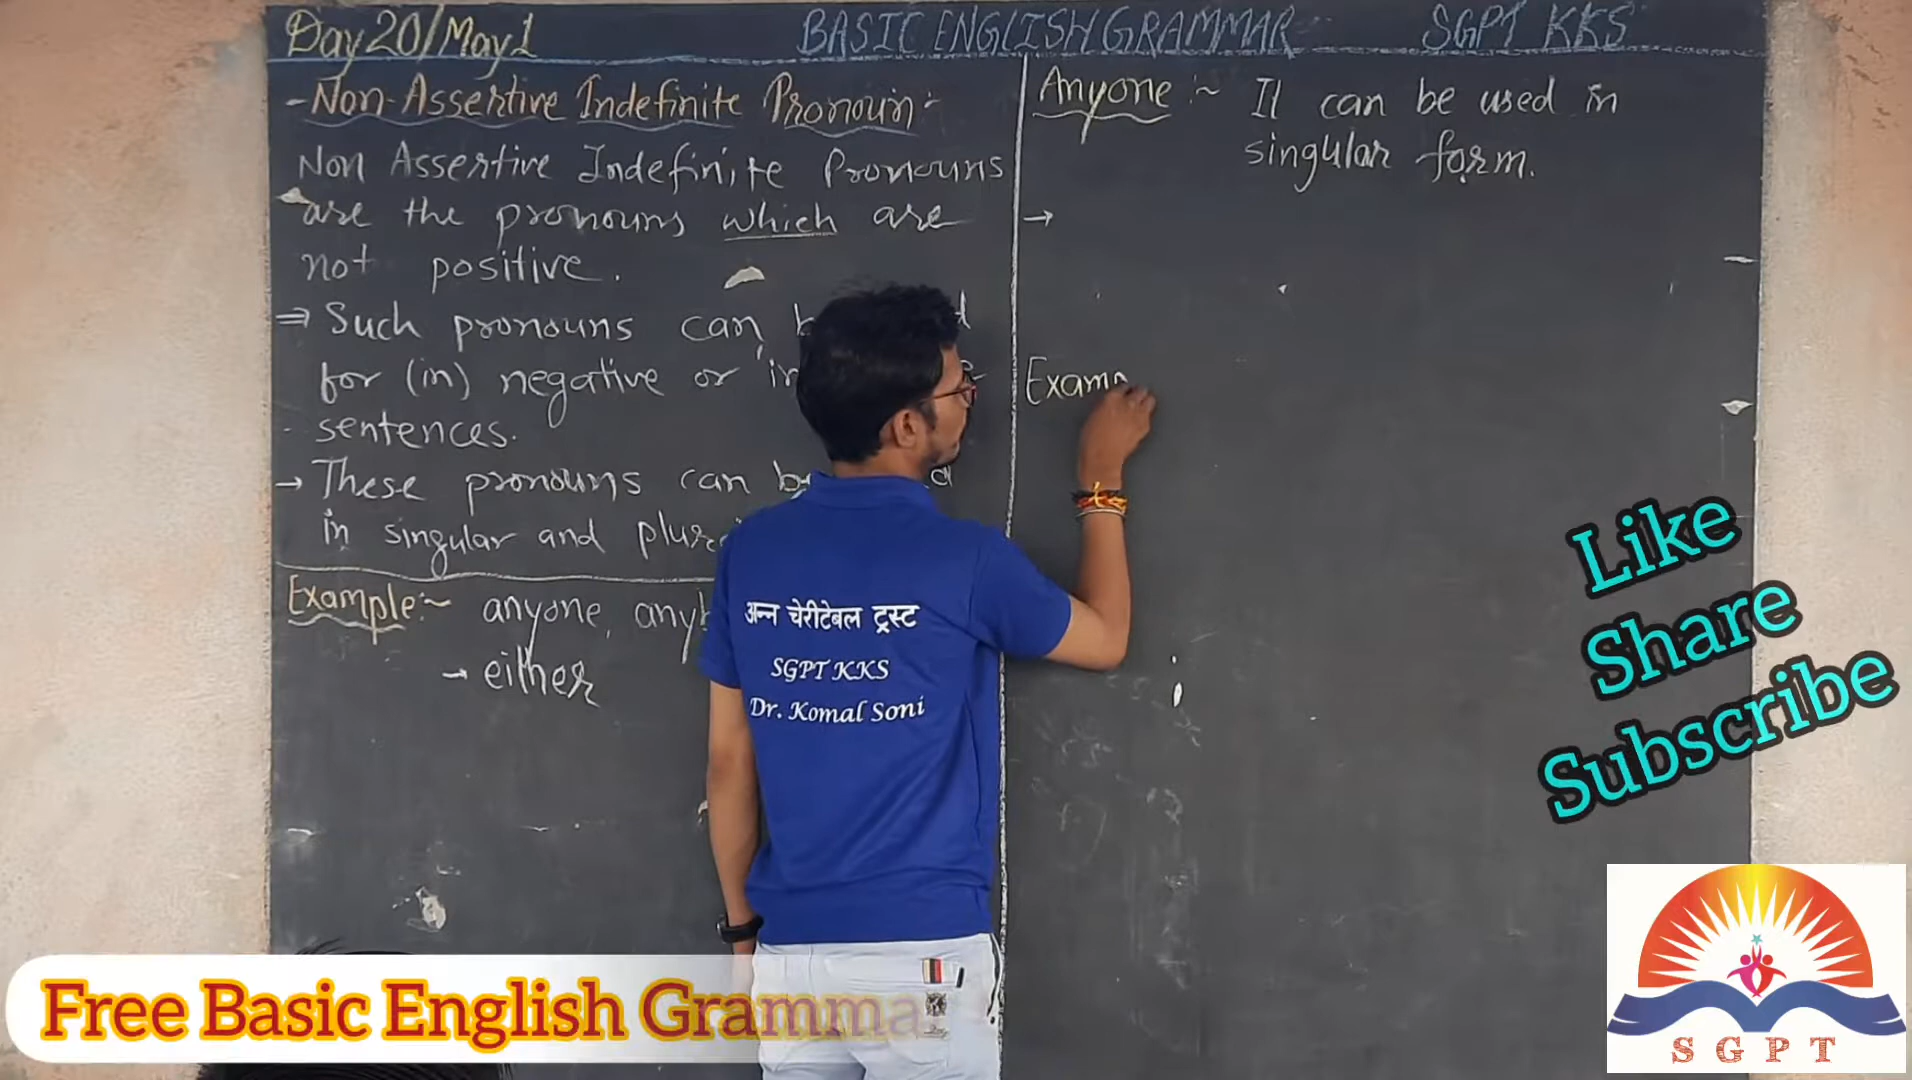 Day 20/May 1
BASIC ENGLISH GRAMMAR
SGPT KKS
- Non-Assertive Indefinite Pronoun:-
Non Assertive Indefinite Pronouns
are the pronouns which are
not positive.
⇒ Such pronouns can
for (in) negative or
sentences.
→ These pronouns can
in singular and
Example:~ anyone,
→ either
Anyone :~ It can be used in
singular form.
→
Examp
अन्न चेरीटेबल ट्रस्ट
SGPT KKS
Dr. Komal Soni
Like
Share
Subscribe
Free Basic English Gramma
SGPT